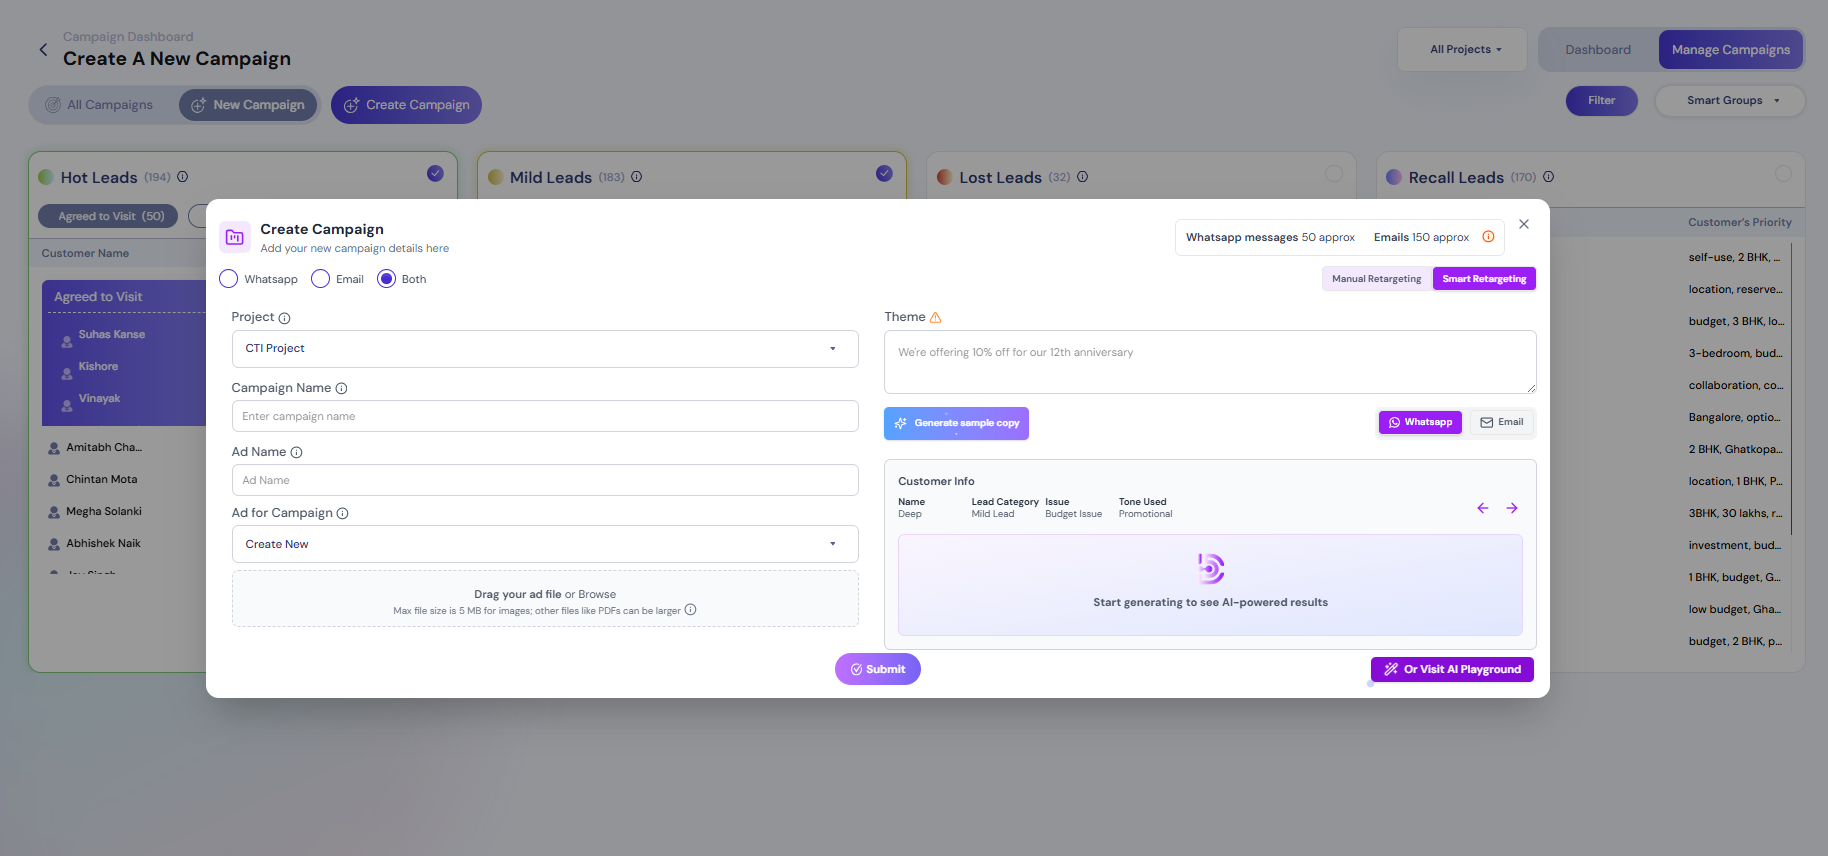 Campaign Dashboard
Create A New Campaign
All Projects
Dashboard
Manage Campaigns
All Campaigns
New Campaign
Create Campaign
Filter
Smart Groups
Hot Leads (194)
Mild Leads (183)
Lost Leads (32)
Recall Leads (170)
Agreed to Visit (50)
Customer Name
Customer's Priority
Agreed to Visit
Suhas Kanse
Kishore
Vinayak
Amitabh Cha...
Chintan Mota
Megha Solanki
Abhishek Naik
self-use, 2 BHK, ...
location, reserve...
budget, 3 BHK, lo...
3-bedroom, bud...
collaboration, co...
Bangalore, optio...
2 BHK, Ghatkopa...
location, 1 BHK, P...
3BHK, 30 lakhs, r...
investment, bud...
1 BHK, budget, G...
low budget, Gha...
budget, 2 BHK, p...
Create Campaign
Add your new campaign details here
Whatsapp messages 50 approx Emails 150 approx
Whatsapp Email Both
Manual Retargeting Smart Retargeting
Project
CTI Project
Campaign Name
Enter campaign name
Ad Name
Ad Name
Ad for Campaign
Create New
Drag your ad file or Browse
Max file size is 5 MB for images; other files like PDFs can be larger
Theme
We're offering 10% off for our 12th anniversary
Generate sample copy
Whatsapp
Email
Customer Info
Name Lead Category Issue Tone Used
Deep Mild Lead Budget Issue Promotional
Start generating to see AI-powered results
Submit
Or Visit AI Playground